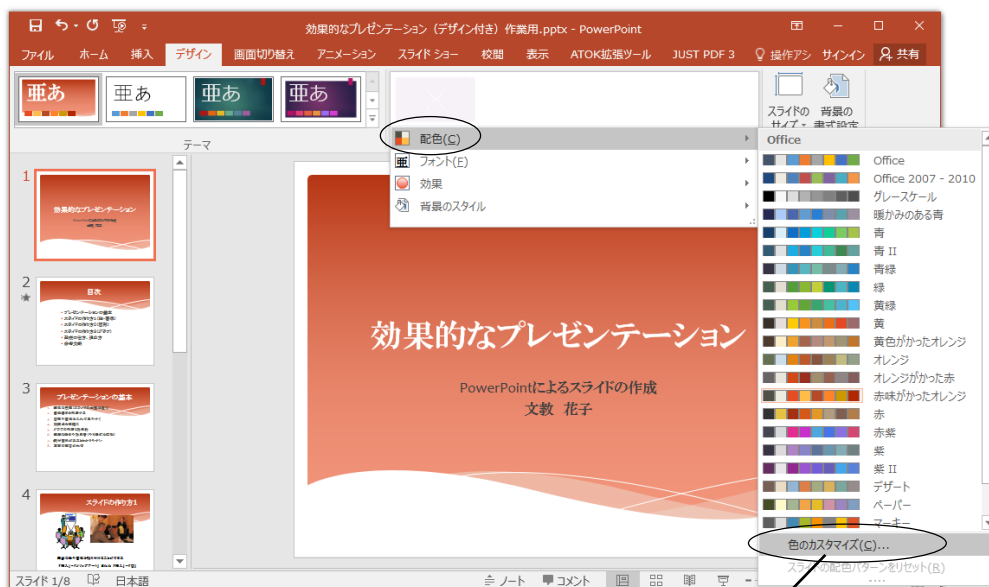 効果的なプレゼンテーション（デザイン付き）作業用.pptx - PowerPoint
ファイル ホーム 挿入 デザイン 画面切り替え アニメーション スライド ショー 校閲 表示 ATOK拡張ツール JUST PDF 3 操作アシ サインイン 共有
亜あ 亜あ 亜あ 亜あ
スライドの サイズ
背景の 書式設定
テーマ
配色(C)
フォント(F)
効果
背景のスタイル
Office
Office
Office 2007 - 2010
グレースケール
暖かみのある青
青
青 II
青緑
緑
黄緑
黄
黄色がかったオレンジ
オレンジ
オレンジがかった赤
赤味がかったオレンジ
赤
赤紫
紫
紫 II
デザート
ペーパー
マーキー
色のカスタマイズ(C)...
スライドの配色パターンをリセット(R)
1
効果的なプレゼンテーション
2
目次
3
プレゼンテーションの基本
4
スライドの作り方1
効果的なプレゼンテーション
PowerPointによるスライドの作成
文教 花子
スライド 1/8 日本語 ノート コメント